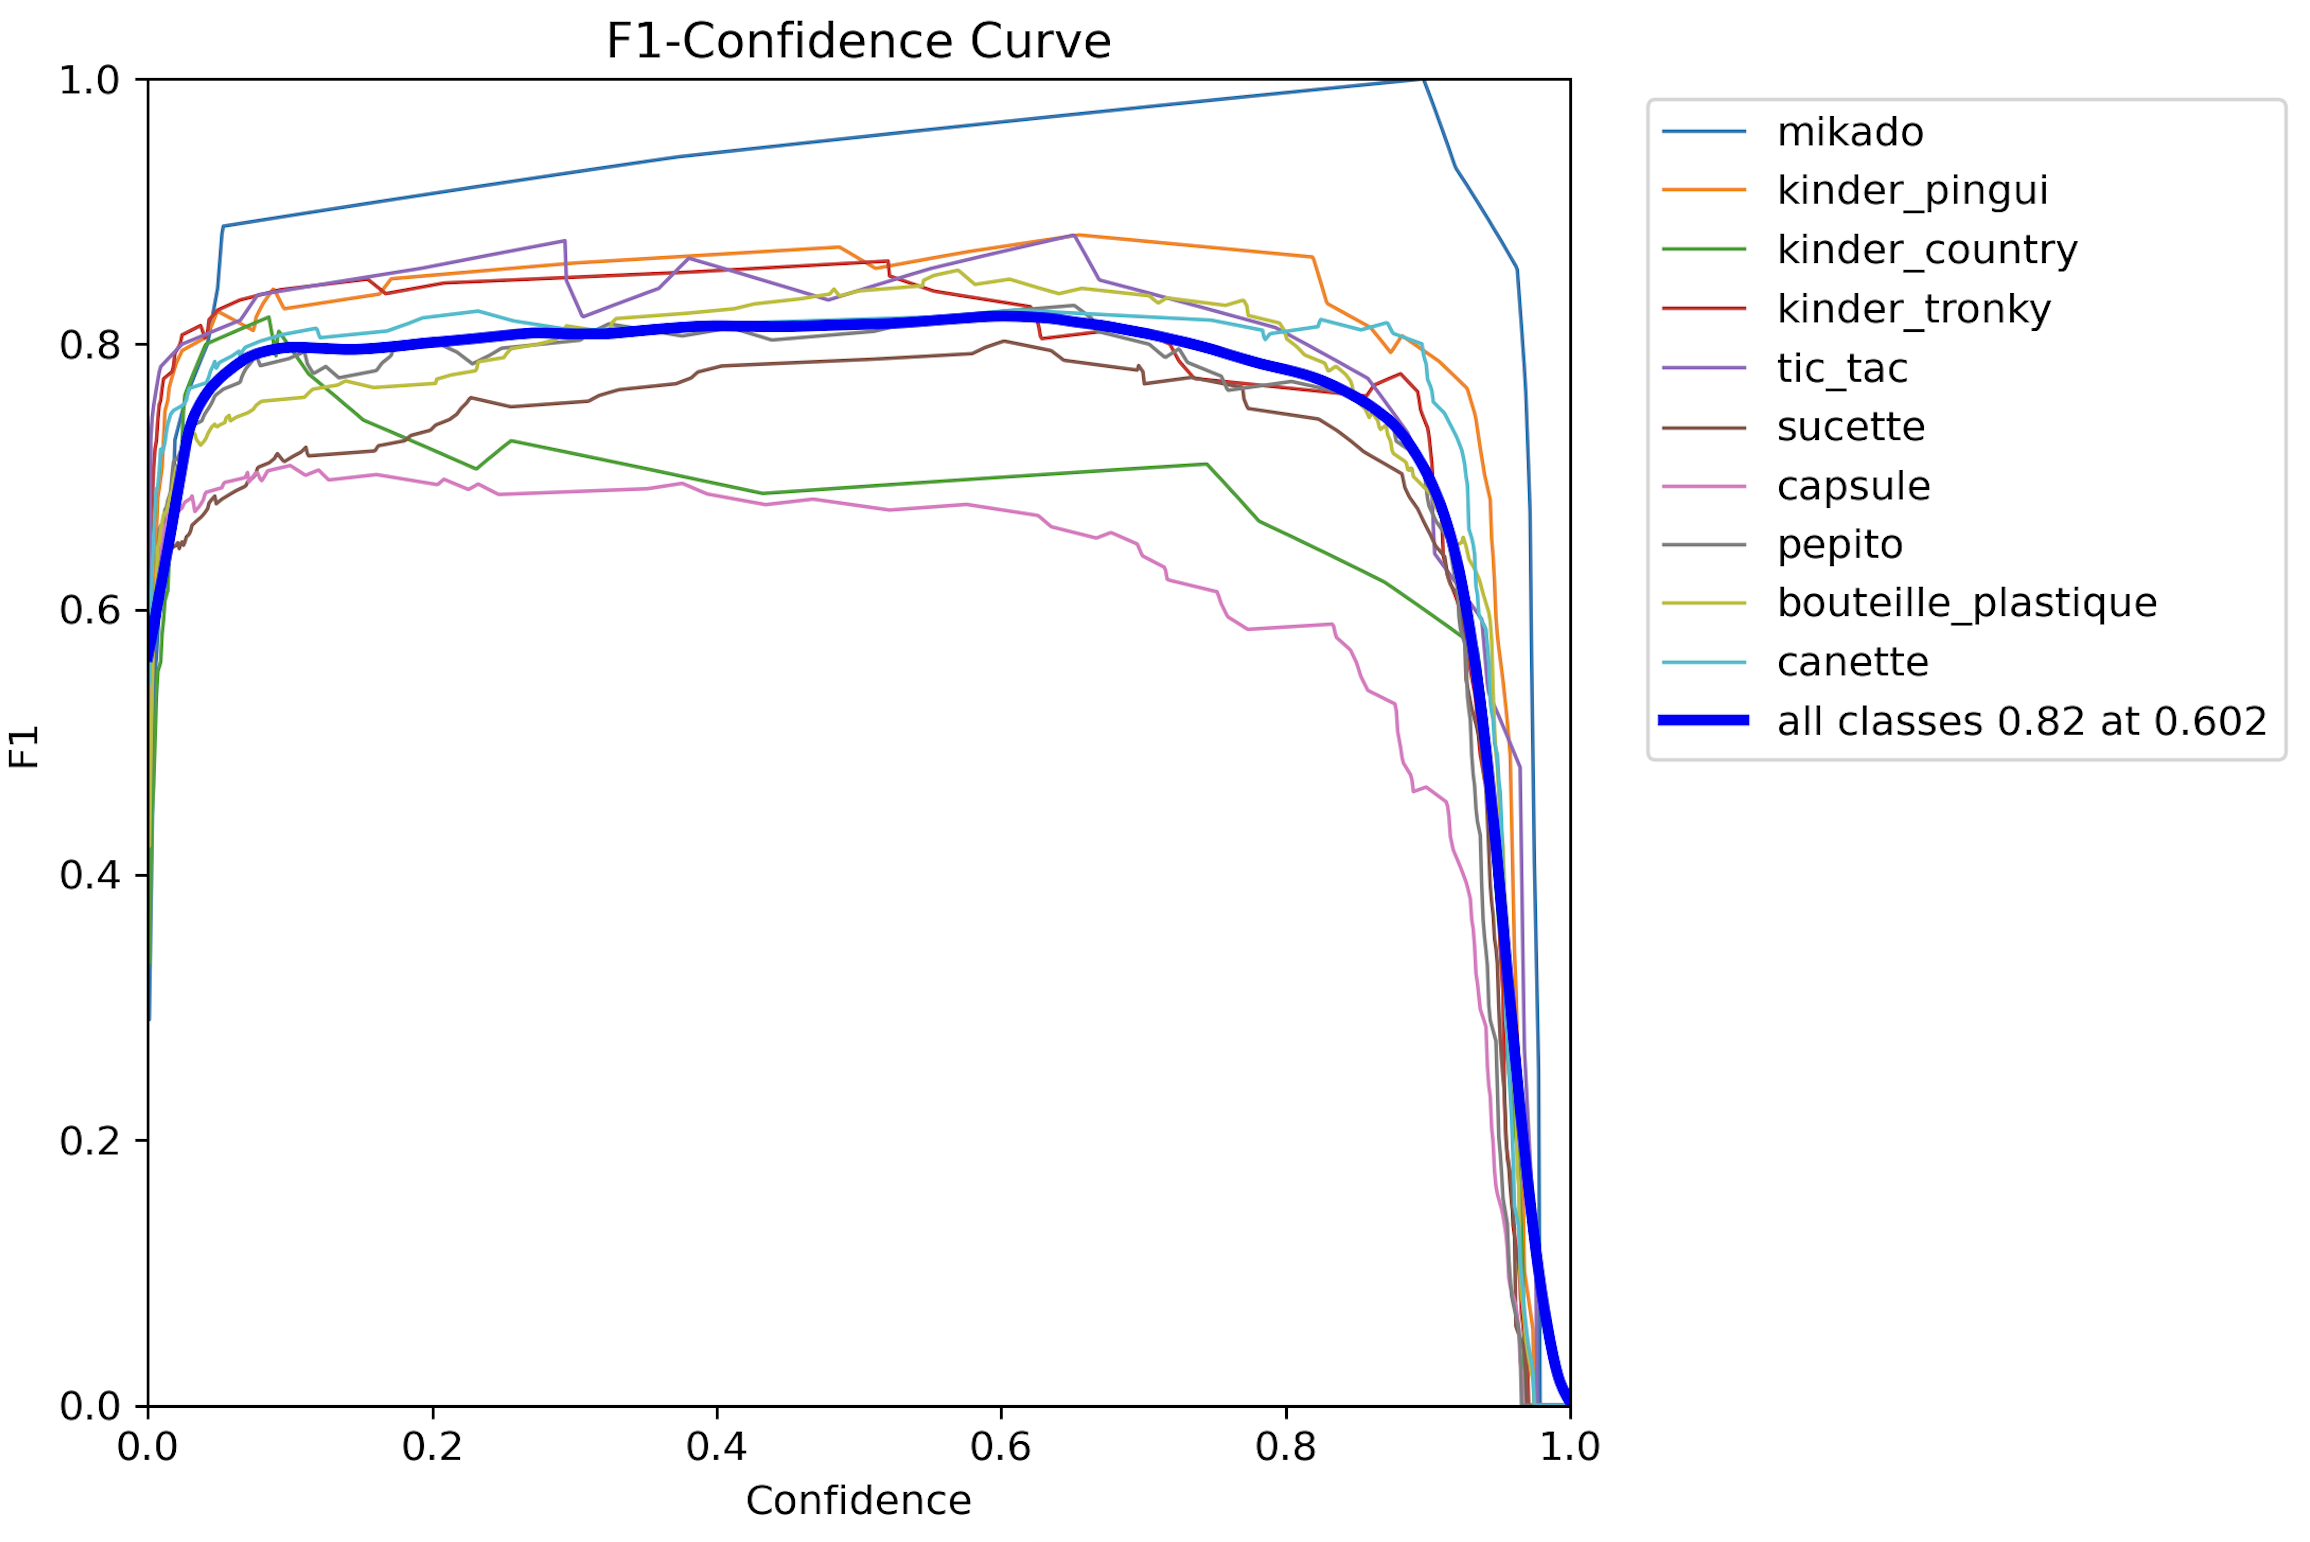 F1-Confidence Curve
1.0
0.8
0.6
0.4
0.2
0.0
F1
0.0 0.2 0.4 0.6 0.8 1.0
Confidence
mikado
kinder_pingui
kinder_country
kinder_tronky
tic_tac
sucette
capsule
pepito
bouteille_plastique
canette
all classes 0.82 at 0.602